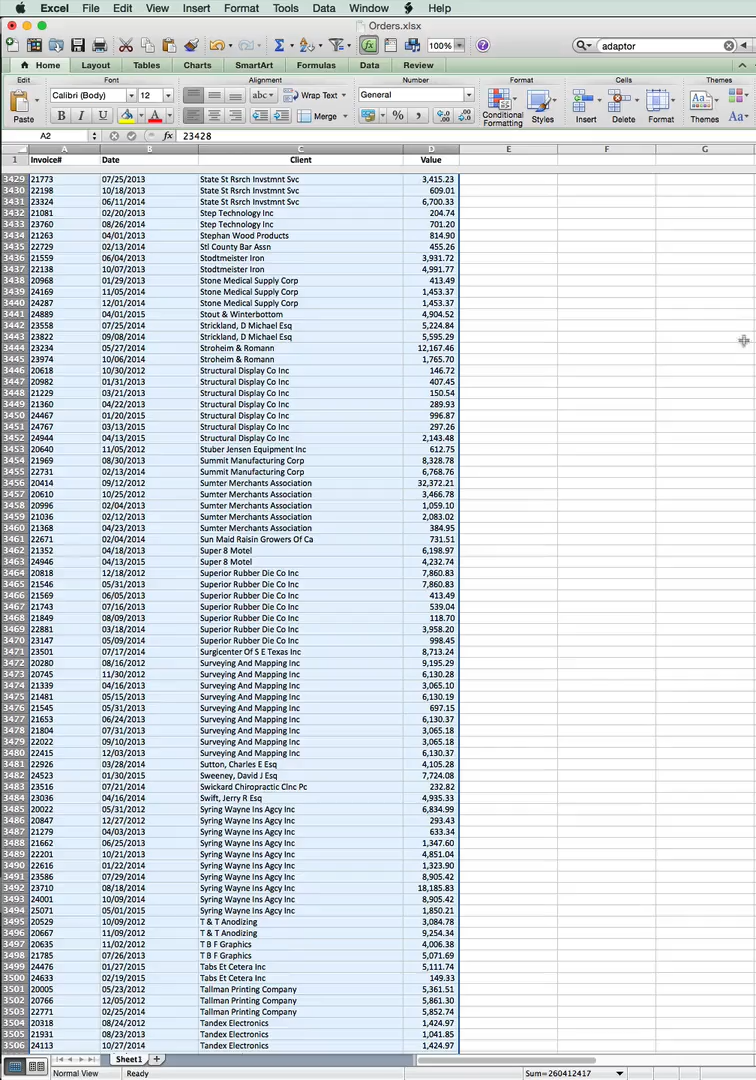 Excel File Edit View Insert Format Tools Data Window Help
Orders.xlsx
100% adaptor
Home Layout Tables Charts SmartArt Formulas Data Review
Edit Font Alignment Number Format Cells Themes
Calibri (Body) 12 abc Wrap Text General
Paste B I U A Merge % Conditional Formatting Styles Insert Delete Format Themes Aa
A2 fx 23428
A B C D E F G
1 Invoice# Date Client Value
3429 21773 07/25/2013 State St Rsrch Invstmnt Svc 3,415.23
3430 22198 10/18/2013 State St Rsrch Invstmnt Svc 609.01
3431 23324 06/11/2014 State St Rsrch Invstmnt Svc 6,700.33
3432 21081 02/20/2013 Step Technology Inc 204.74
3433 23760 08/26/2014 Step Technology Inc 701.20
3434 21263 04/01/2013 Stephan Wood Products 814.90
3435 22729 02/13/2014 Stl County Bar Assn 455.26
3436 21559 06/04/2013 Stodtmeister Iron 3,931.72
3437 22138 10/07/2013 Stodtmeister Iron 4,991.77
3438 20968 01/29/2013 Stone Medical Supply Corp 413.49
3439 24169 11/05/2014 Stone Medical Supply Corp 1,453.37
3440 24287 12/01/2014 Stone Medical Supply Corp 1,453.37
3441 24889 04/01/2015 Stout & Winterbottom 4,904.52
3442 23558 07/25/2014 Strickland, D Michael Esq 5,224.84
3443 23822 09/08/2014 Strickland, D Michael Esq 5,595.29
3444 23234 05/27/2014 Stroheim & Romann 12,167.46
3445 23974 10/06/2014 Stroheim & Romann 1,765.70
3446 20618 10/30/2012 Structural Display Co Inc 146.72
3447 20982 01/31/2013 Structural Display Co Inc 407.45
3448 21229 03/21/2013 Structural Display Co Inc 150.54
3449 21360 04/22/2013 Structural Display Co Inc 289.93
3450 24467 01/20/2015 Structural Display Co Inc 996.87
3451 24767 03/13/2015 Structural Display Co Inc 297.26
3452 24944 04/13/2015 Structural Display Co Inc 2,143.48
3453 20640 11/05/2012 Stuber Jensen Equipment Inc 612.75
3454 21969 08/30/2013 Summit Manufacturing Corp 8,328.78
3455 22731 02/13/2014 Summit Manufacturing Corp 6,768.76
3456 20414 09/12/2012 Sumter Merchants Association 32,372.21
3457 20610 10/25/2012 Sumter Merchants Association 3,466.78
3458 20996 02/04/2013 Sumter Merchants Association 1,059.10
3459 21036 02/12/2013 Sumter Merchants Association 2,083.02
3460 21368 04/23/2013 Sumter Merchants Association 384.95
3461 22671 02/04/2014 Sun Maid Raisin Growers Of Ca 731.51
3462 21352 04/18/2013 Super 8 Motel 6,198.97
3463 24946 04/13/2015 Super 8 Motel 4,232.74
3464 20818 12/18/2012 Superior Rubber Die Co Inc 7,860.83
3465 21546 05/31/2013 Superior Rubber Die Co Inc 7,860.83
3466 21569 06/05/2013 Superior Rubber Die Co Inc 413.49
3467 21743 07/16/2013 Superior Rubber Die Co Inc 539.04
3468 21849 08/09/2013 Superior Rubber Die Co Inc 118.70
3469 22881 03/18/2014 Superior Rubber Die Co Inc 3,958.20
3470 23147 05/09/2014 Superior Rubber Die Co Inc 998.45
3471 23501 07/17/2014 Surgicenter Of S E Texas Inc 8,713.24
3472 20280 08/16/2012 Surveying And Mapping Inc 9,195.29
3473 20745 11/30/2012 Surveying And Mapping Inc 6,130.28
3474 21339 04/16/2013 Surveying And Mapping Inc 3,065.10
3475 21481 05/15/2013 Surveying And Mapping Inc 6,130.19
3476 21545 05/31/2013 Surveying And Mapping Inc 697.15
3477 21653 06/24/2013 Surveying And Mapping Inc 6,130.37
3478 21804 07/31/2013 Surveying And Mapping Inc 3,065.18
3479 22022 09/10/2013 Surveying And Mapping Inc 3,065.18
3480 22415 12/03/2013 Surveying And Mapping Inc 6,130.37
3481 22926 03/28/2014 Sutton, Charles E Esq 4,105.28
3482 24523 01/30/2015 Sweeney, David J Esq 7,724.08
3483 23516 07/21/2014 Swickard Chiropractic Clnc Pc 232.82
3484 23036 04/16/2014 Swift, Jerry R Esq 4,935.33
3485 20022 05/31/2012 Syring Wayne Ins Agcy Inc 6,834.99
3486 20847 12/27/2012 Syring Wayne Ins Agcy Inc 293.43
3487 21279 04/03/2013 Syring Wayne Ins Agcy Inc 633.34
3488 21662 06/25/2013 Syring Wayne Ins Agcy Inc 1,347.60
3489 22201 10/21/2013 Syring Wayne Ins Agcy Inc 4,851.04
3490 22616 01/22/2014 Syring Wayne Ins Agcy Inc 1,323.90
3491 23586 07/29/2014 Syring Wayne Ins Agcy Inc 8,905.42
3492 23710 08/18/2014 Syring Wayne Ins Agcy Inc 18,185.83
3493 24001 10/09/2014 Syring Wayne Ins Agcy Inc 8,905.42
3494 25071 05/01/2015 Syring Wayne Ins Agcy Inc 1,850.21
3495 20529 10/09/2012 T & T Anodizing 3,084.78
3496 20667 11/09/2012 T & T Anodizing 9,254.34
3497 20635 11/02/2012 T B F Graphics 4,006.38
3498 21785 07/26/2013 T B F Graphics 5,071.69
3499 24476 01/27/2015 Tabs Et Cetera Inc 5,111.74
3500 24633 02/19/2015 Tabs Et Cetera Inc 149.33
3501 20005 05/23/2012 Tallman Printing Company 5,361.51
3502 20766 12/05/2012 Tallman Printing Company 5,861.30
3503 22771 02/25/2014 Tallman Printing Company 5,852.74
3504 20318 08/24/2012 Tandex Electronics 1,424.97
3505 21931 08/23/2013 Tandex Electronics 1,041.85
3506 24113 10/27/2014 Tandex Electronics 1,424.97
Sheet1
Normal View Ready Sum=260412417